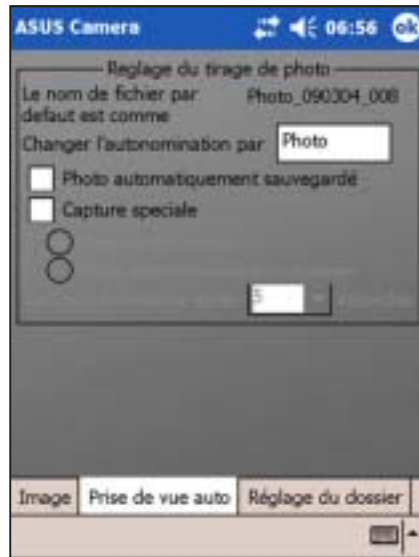 ASUS Camera 06:56 ok
Reglage du tirage de photo
Le nom de fichier par Photo_090304_008
defaut est comme
Changer l'autonomination par Photo
Photo automatiquement sauvegardé
Capture speciale
5
Image Prise de vue auto Réglage du dossier